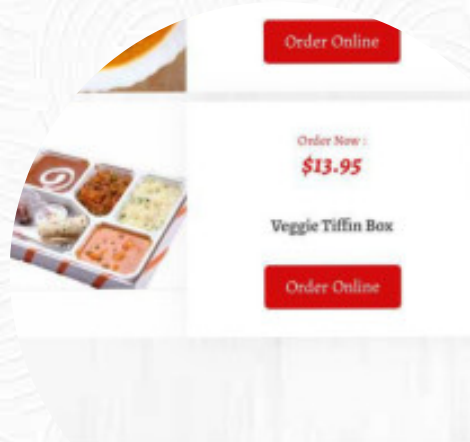 Order Online
Order Now :
$13.95
Veggie Tiffin Box
Order Online